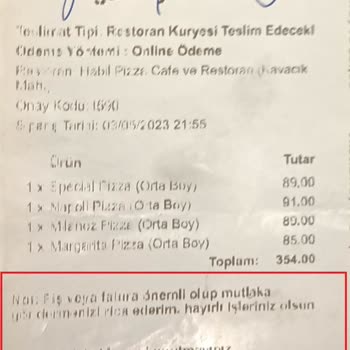 Teslimat Tipi: Restoran Kuryesi Teslim Edecek!
Ödeme Yöntemi : Online Ödeme
Restoran: Habil Pizza Cafe ve Restoran (Kavacık
Mah.,
Onay Kodu: 1590
Sipariş Tarihi: 03/05/2023 21:55
Ürün Tutar
1 x Special Pizza (Orta Boy) 89.00
1 x Napoli Pizza (Orta Boy) 91.00
1 x Milanoz Pizza (Orta Boy) 89.00
1 x Margarita Pizza (Orta Boy) 85.00
Toplam: 354.00
Not: Fiş veya fatura önemli olup mutlaka
göndermenizi rica ederim, hayırlı işleriniz olsun